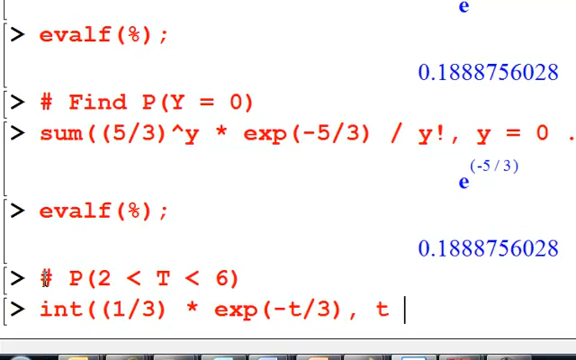 e
> evalf(%);
0.1888756028
> # Find P(Y = 0)
> sum((5/3)^y * exp(-5/3) / y!, y = 0 .
e^(-5/3)
> evalf(%);
0.1888756028
> # P(2 < T < 6)
> int((1/3) * exp(-t/3), t